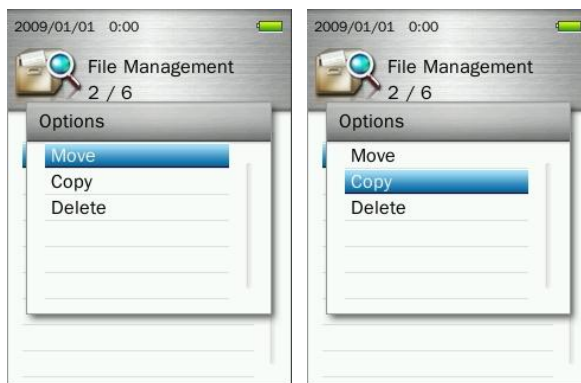 2009/01/01 0:00
File Management
2 / 6
Options
Move
Copy
Delete
2009/01/01 0:00
File Management
2 / 6
Options
Move
Copy
Delete